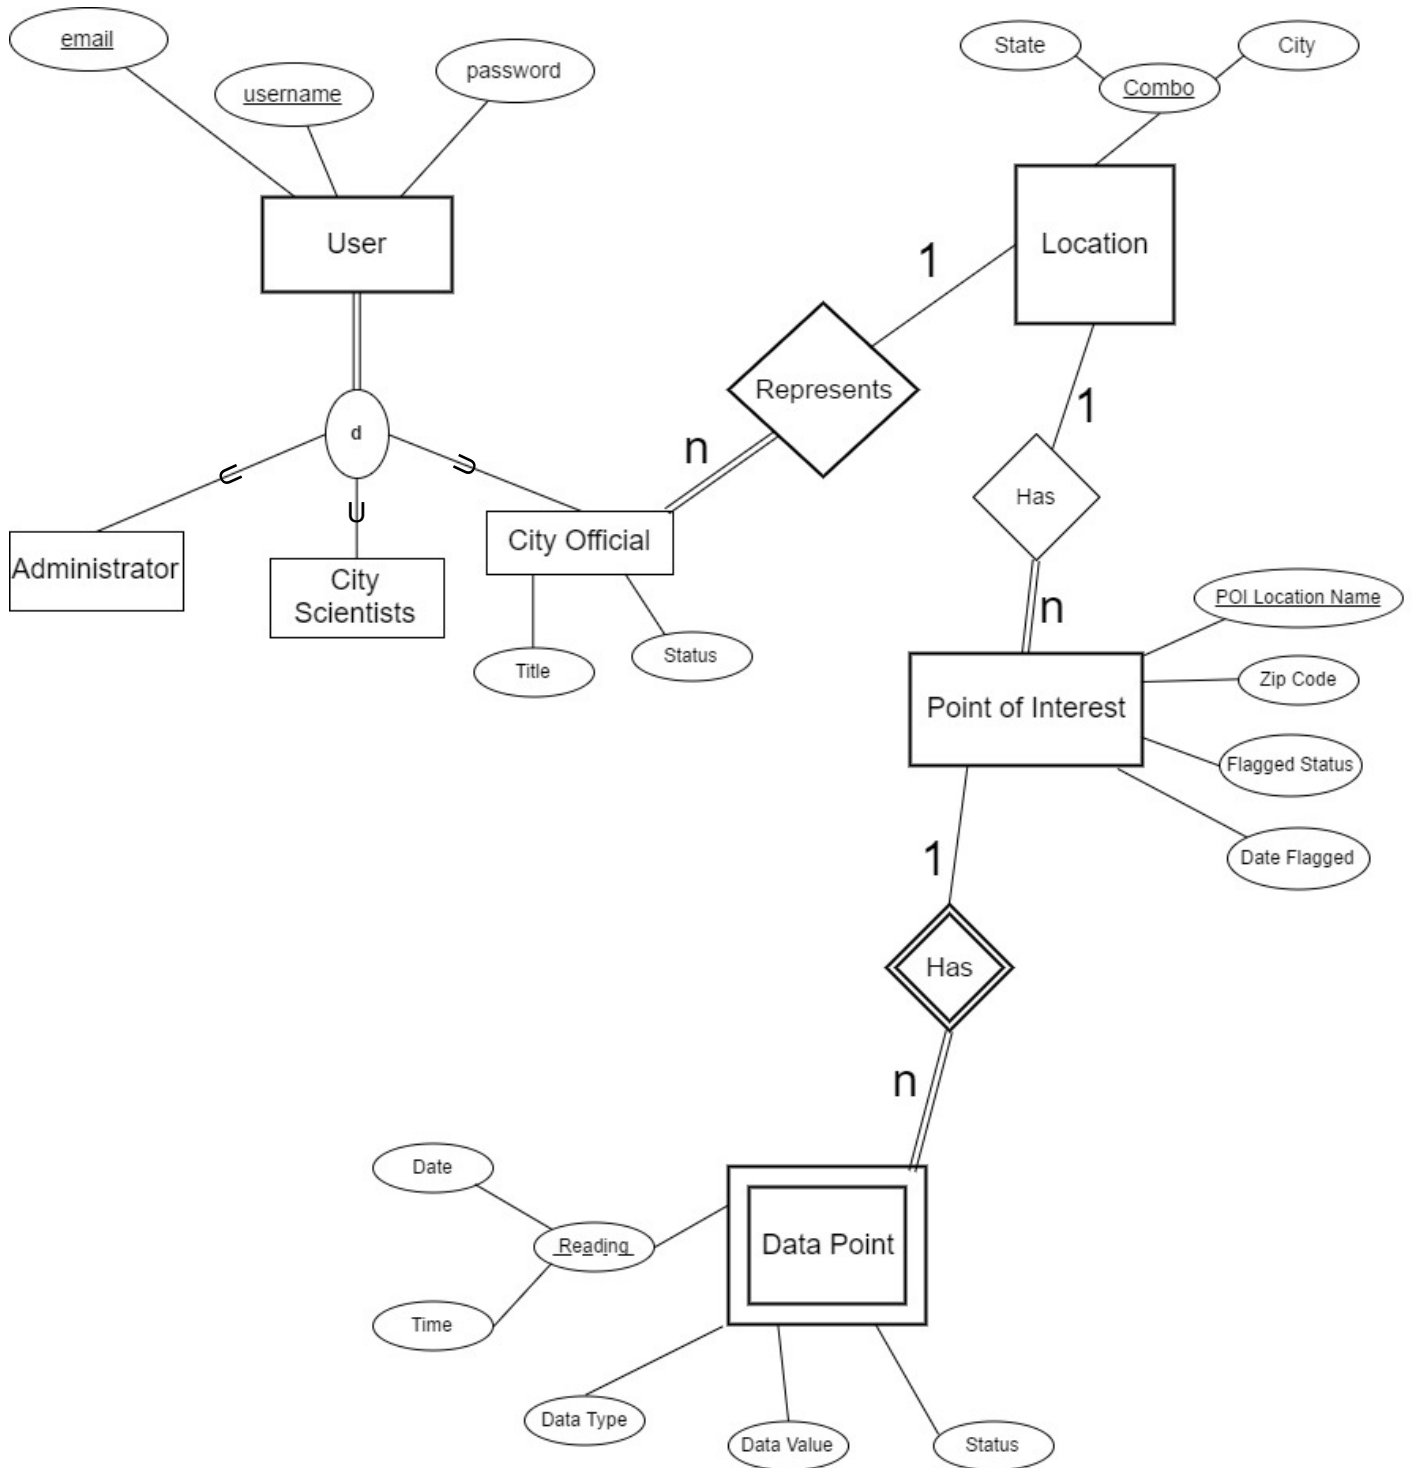 email
username
password
State
City
Combo
User
Location
1
Represents
1
n
d
U
U
U
Has
Administrator
City
Scientists
City Official
n
POI Location Name
Title
Status
Zip Code
Point of Interest
Flagged Status
1
Date Flagged
Has
n
Date
Reading
Time
Data Point
Data Type
Data Value
Status